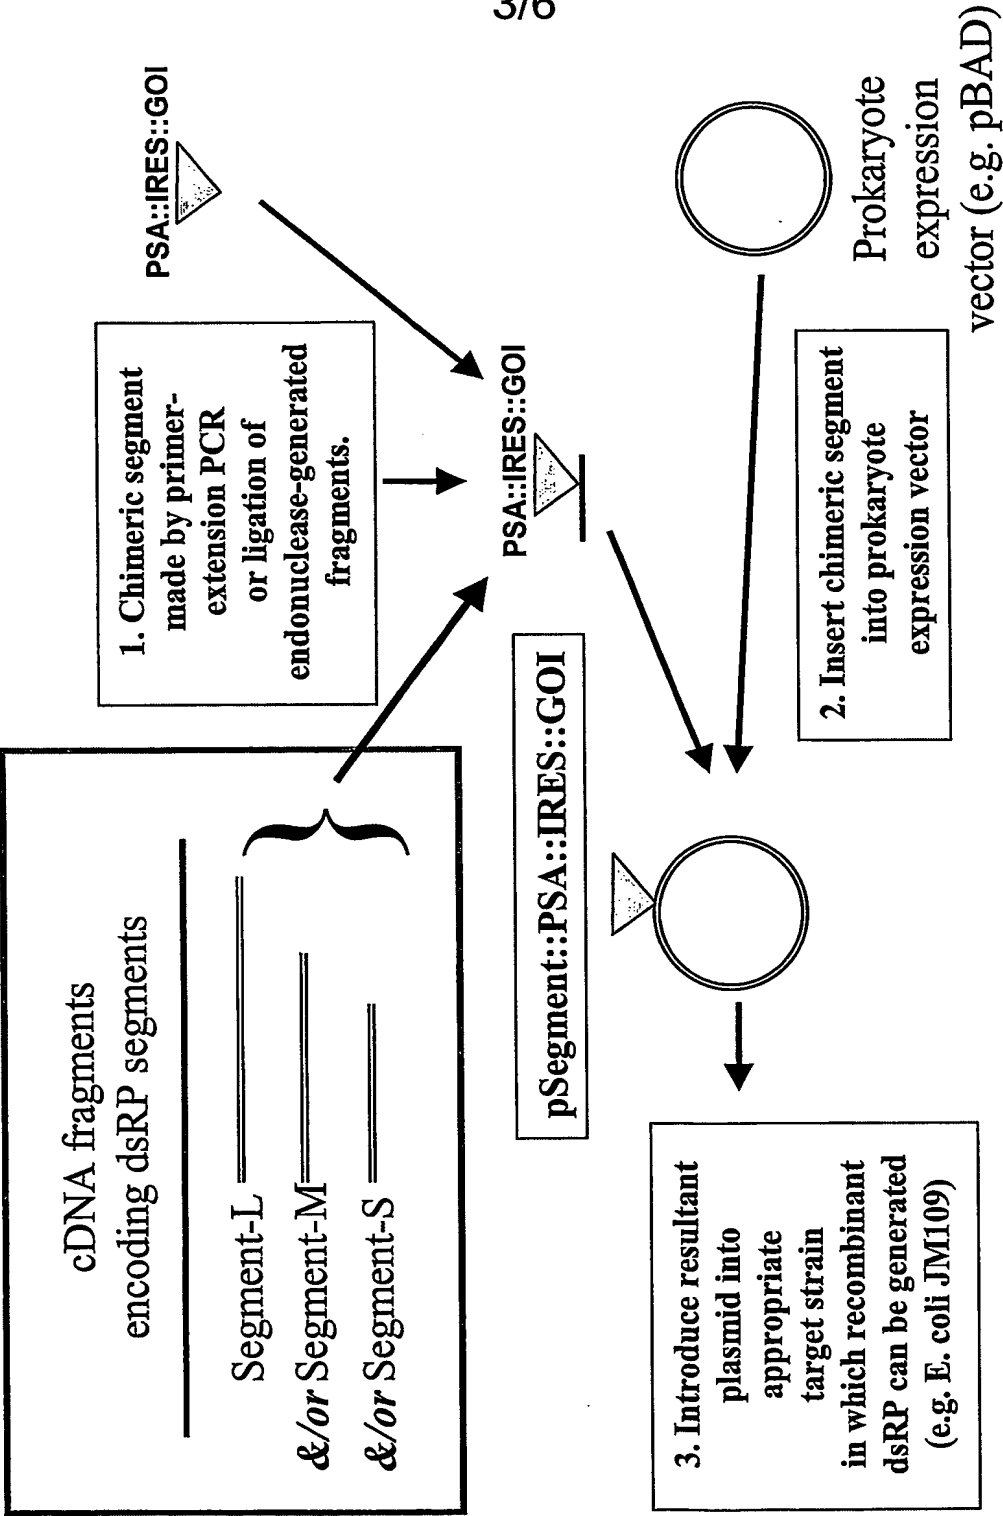 3/6
cDNA fragments
encoding dsRP segments
Segment-L
&/or Segment-M
&/or Segment-S
1. Chimeric segment
made by primer-
extension PCR
or ligation of
endonuclease-generated
fragments.
PSA::IRES::GOI
PSA::IRES::GOI
pSegment::PSA::IRES::GOI
2. Insert chimeric segment
into prokaryote
expression vector
Prokaryote
expression
vector (e.g. pBAD)
3. Introduce resultant
plasmid into
appropriate
target strain
in which recombinant
dsRP can be generated
(e.g. E. coli JM109)